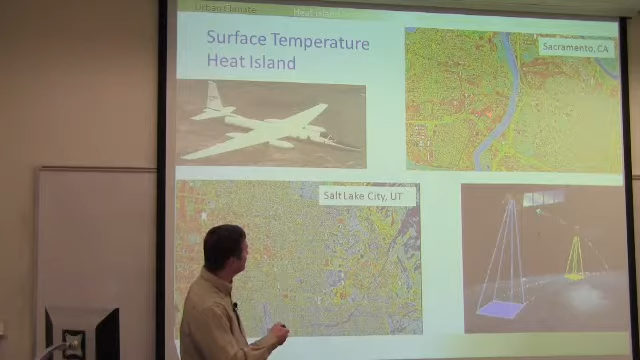 Urban Climate
Surface Temperature
Heat Island
Sacramento, CA
Salt Lake City, UT